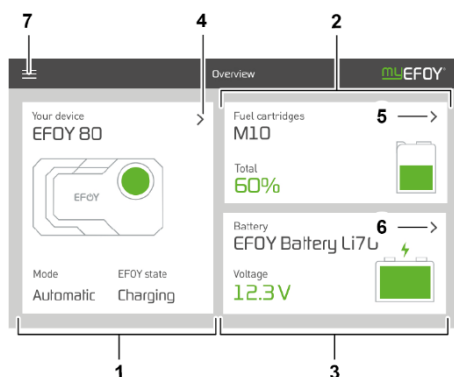 7
4
2
Overview
myEFOY
Your device
EFOY 80
EFOY
Mode
EFOY state
Automatic
Charging
Fuel cartridges
5
M10
Total
60%
Battery
6
EFOY Battery Li70
Voltage
12.3V
1
3